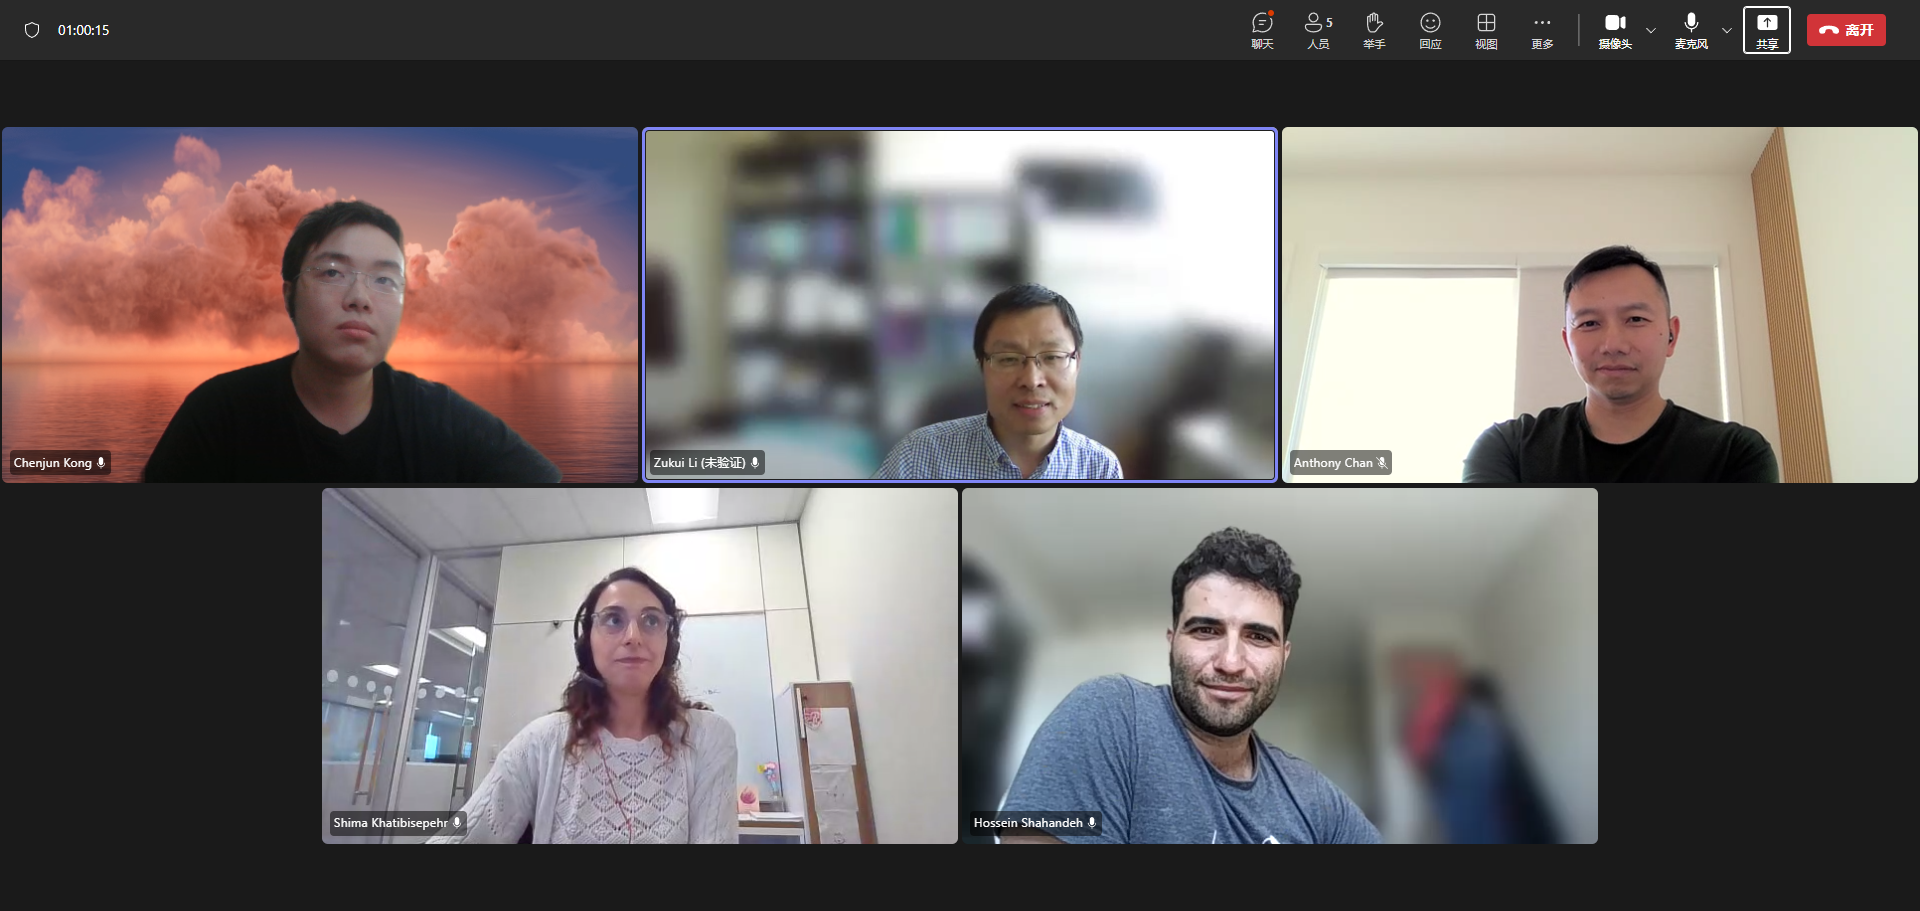 01:00:15
聊天
人员 5
举手
回应
视图
更多
摄像头
麦克风
共享
离开
Chenjun Kong
Zukui Li (未验证)
Anthony Chan
Shima Khatibisepehr
Hossein Shahandeh